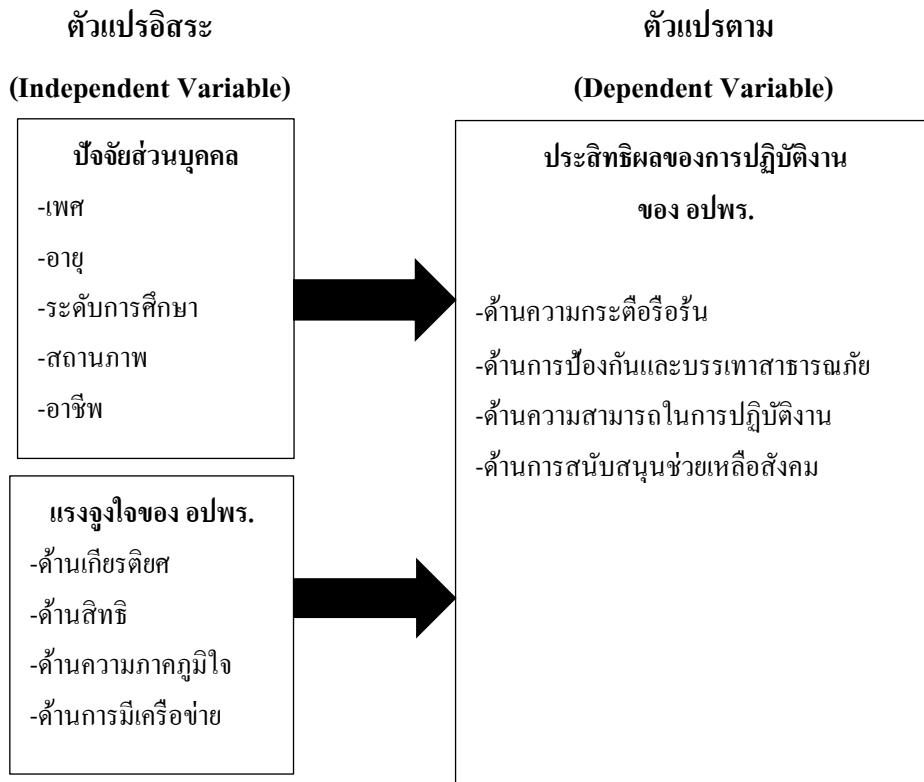 ตัวแปรอิสระ
(Independent Variable)
ปัจจัยส่วนบุคคล
-เพศ
-อายุ
-ระดับการศึกษา
-สถานภาพ
-อาชีพ
แรงจูงใจของ อปพร.
-ด้านเกียรติยศ
-ด้านสิทธิ
-ด้านความภาคภูมิใจ
-ด้านการมีเครือข่าย
ตัวแปรตาม
(Dependent Variable)
ประสิทธิผลของการปฏิบัติงาน
ของ อปพร.
-ด้านความกระตือรือร้น
-ด้านการป้องกันและบรรเทาสาธารณภัย
-ด้านความสามารถในการปฏิบัติงาน
-ด้านการสนับสนุนช่วยเหลือสังคม